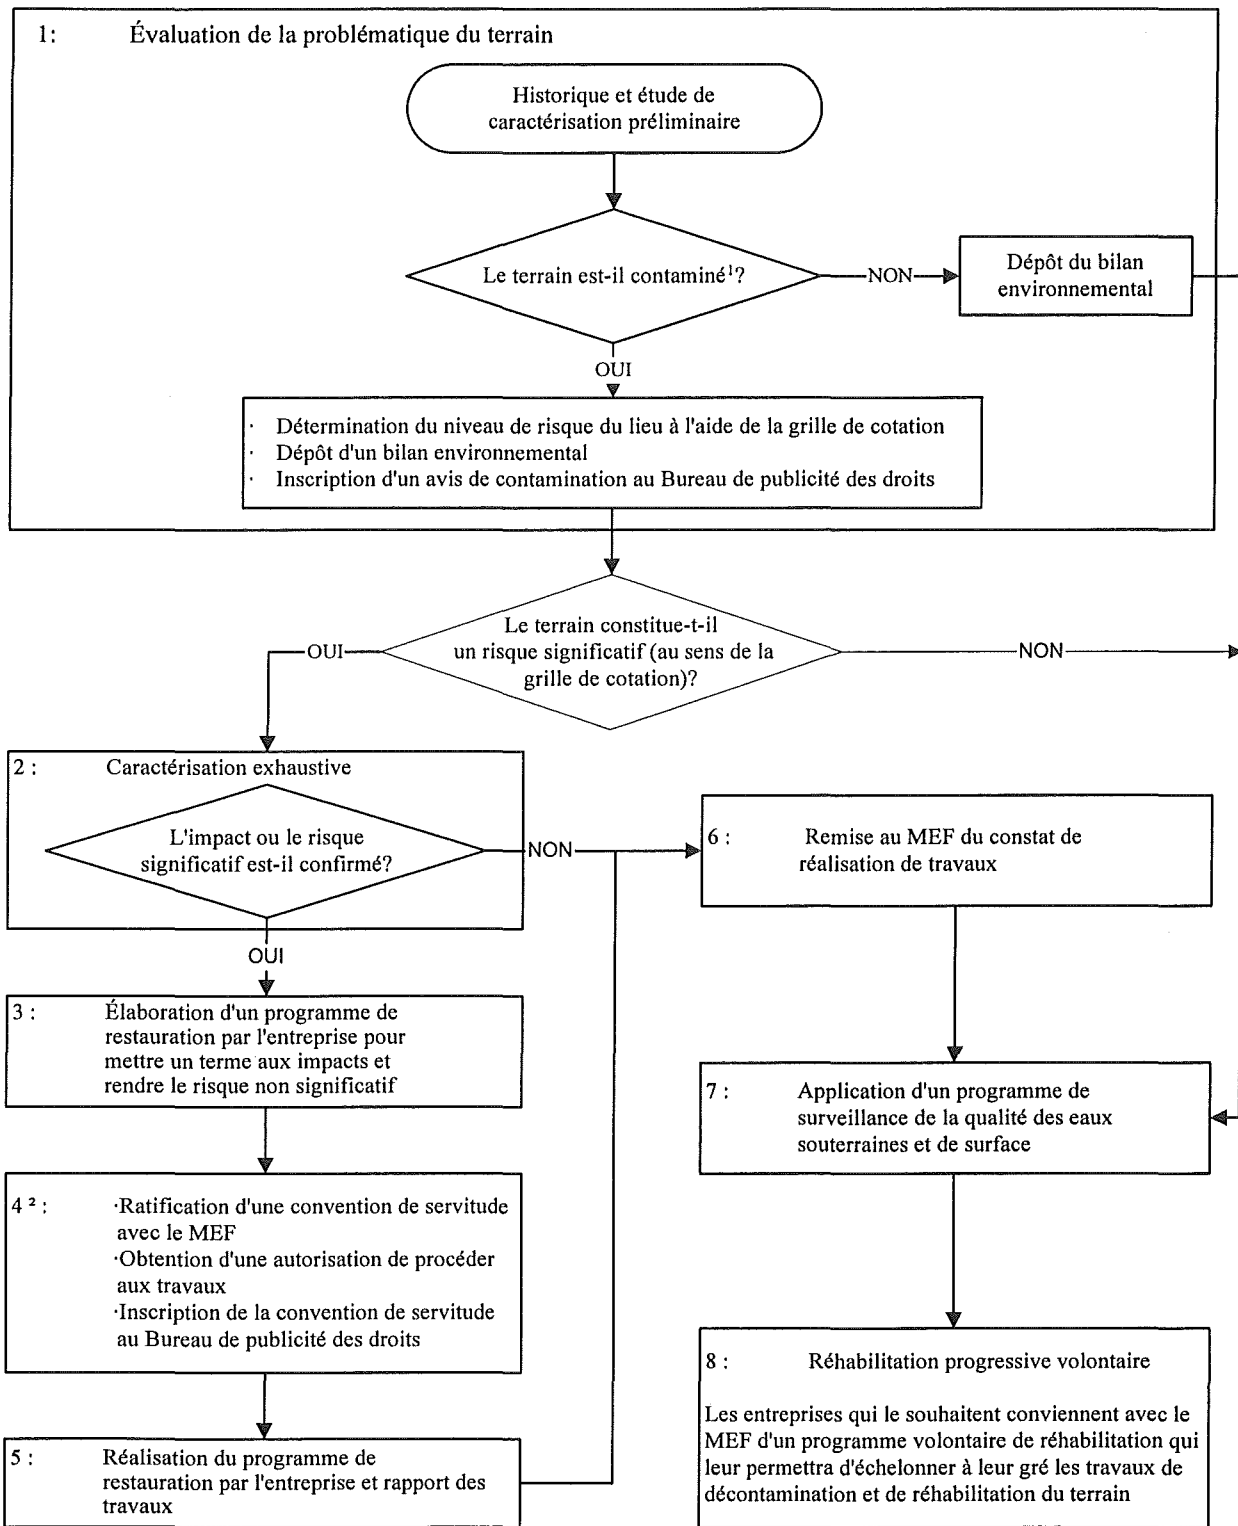 1: Évaluation de la problématique du terrain
Historique et étude de
caractérisation préliminaire
Le terrain est-il contaminé¹?
NON
Dépôt du bilan
environnemental
OUI
· Détermination du niveau de risque du lieu à l'aide de la grille de cotation
· Dépôt d'un bilan environnemental
· Inscription d'un avis de contamination au Bureau de publicité des droits
Le terrain constitue-t-il
un risque significatif (au sens de la
grille de cotation)?
OUI
NON
2 : Caractérisation exhaustive
L'impact ou le risque
significatif est-il confirmé?
NON
OUI
3 : Élaboration d'un programme de
restauration par l'entreprise pour
mettre un terme aux impacts et
rendre le risque non significatif
4 ² : ·Ratification d'une convention de servitude
avec le MEF
·Obtention d'une autorisation de procéder
aux travaux
·Inscription de la convention de servitude
au Bureau de publicité des droits
5 : Réalisation du programme de
restauration par l'entreprise et rapport des
travaux
6 : Remise au MEF du constat de
réalisation de travaux
7 : Application d'un programme de
surveillance de la qualité des eaux
souterraines et de surface
8 : Réhabilitation progressive volontaire
Les entreprises qui le souhaitent conviennent avec le
MEF d'un programme volontaire de réhabilitation qui
leur permettra d'échelonner à leur gré les travaux de
décontamination et de réhabilitation du terrain